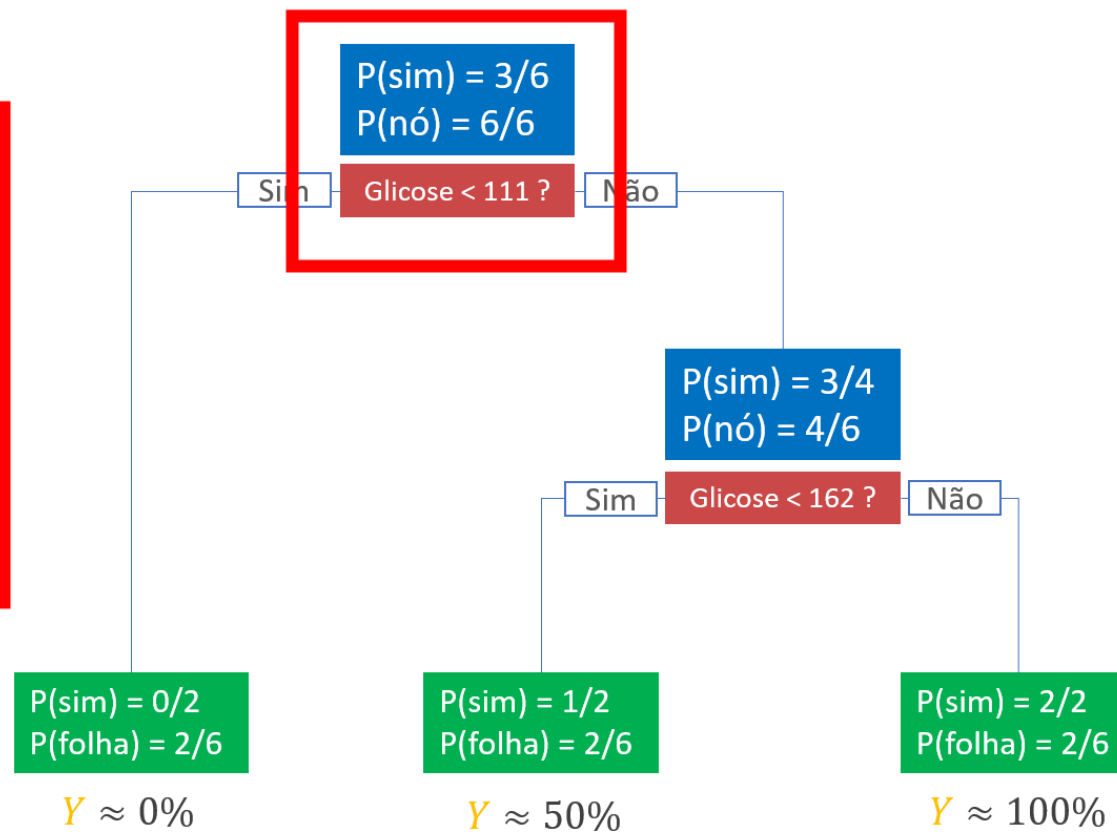 P(sim) = 3/6
P(nó) = 6/6
Sim
Glicose < 111 ?
Não
P(sim) = 3/4
P(nó) = 4/6
Sim
Glicose < 162 ?
Não
P(sim) = 0/2
P(folha) = 2/6
Y ≈ 0%
P(sim) = 1/2
P(folha) = 2/6
Y ≈ 50%
P(sim) = 2/2
P(folha) = 2/6
Y ≈ 100%